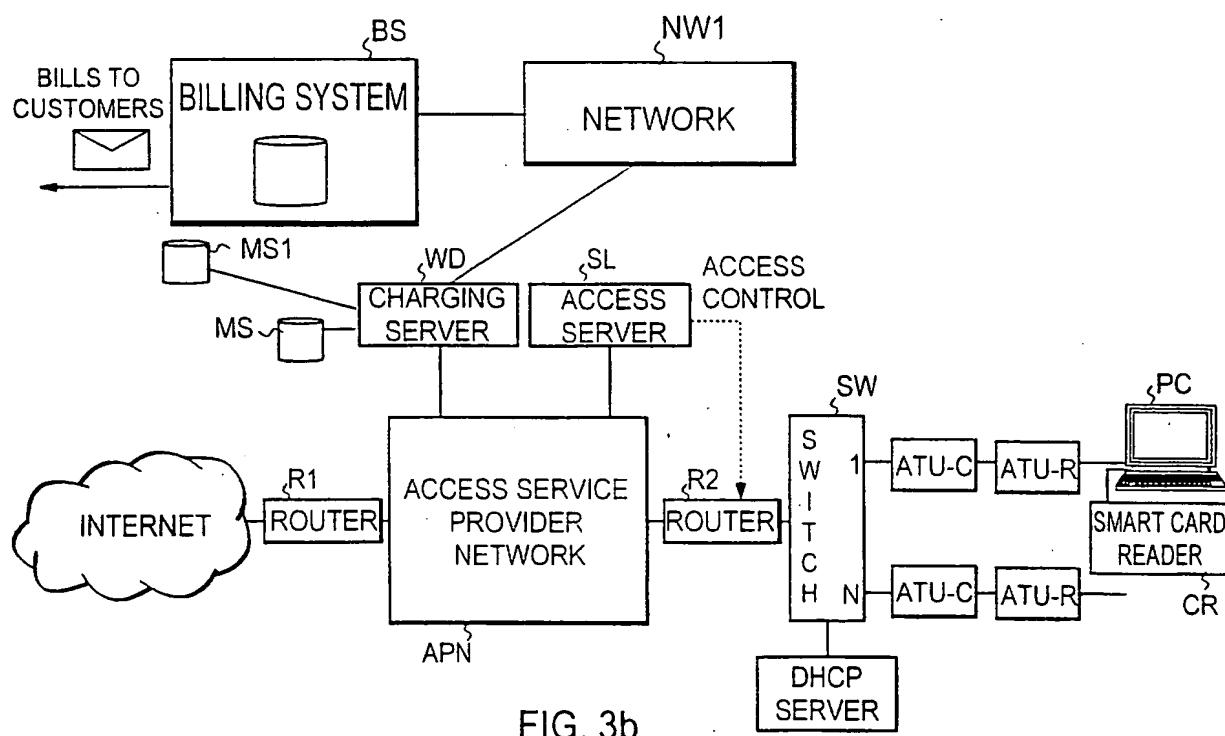 BS
NW1
BILLS TO
CUSTOMERS
BILLING SYSTEM
NETWORK
MS1
WD
SL
ACCESS
CONTROL
CHARGING
SERVER
ACCESS
SERVER
MS
SW
PC
SWITCH
1
ATU-C
ATU-R
R1
R2
INTERNET
ROUTER
ACCESS SERVICE
PROVIDER
NETWORK
ROUTER
SMART CARD
READER
N
ATU-C
ATU-R
CR
APN
DHCP
SERVER
FIG. 3b